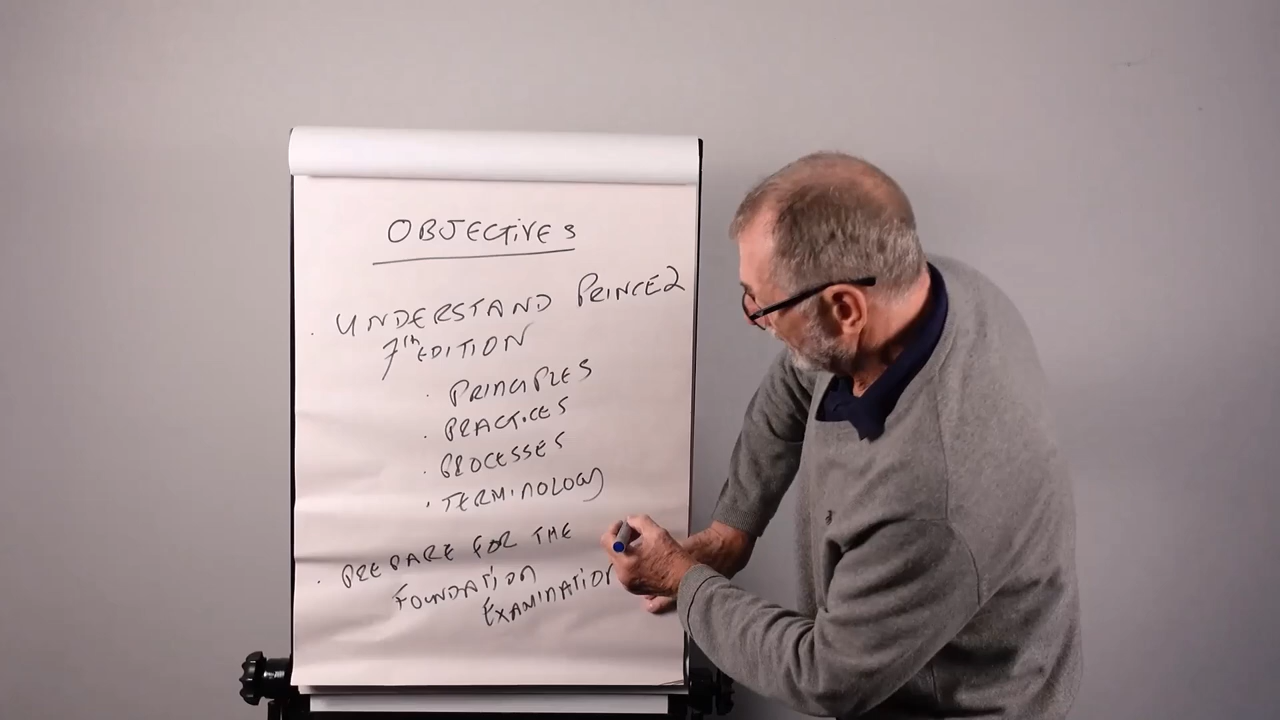 OBJECTIVES
· UNDERSTAND PRINCE2
7th EDITION
· PRINCIPLES
· PRACTICES
· PROCESSES
· TERMINOLOGY
· PREPARE FOR THE
FOUNDATION
EXAMINATION